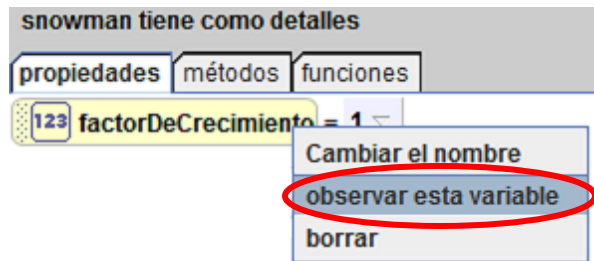 snowman tiene como detalles
propiedades métodos funciones
123 factorDeCrecimiento = 1
Cambiar el nombre
observar esta variable
borrar